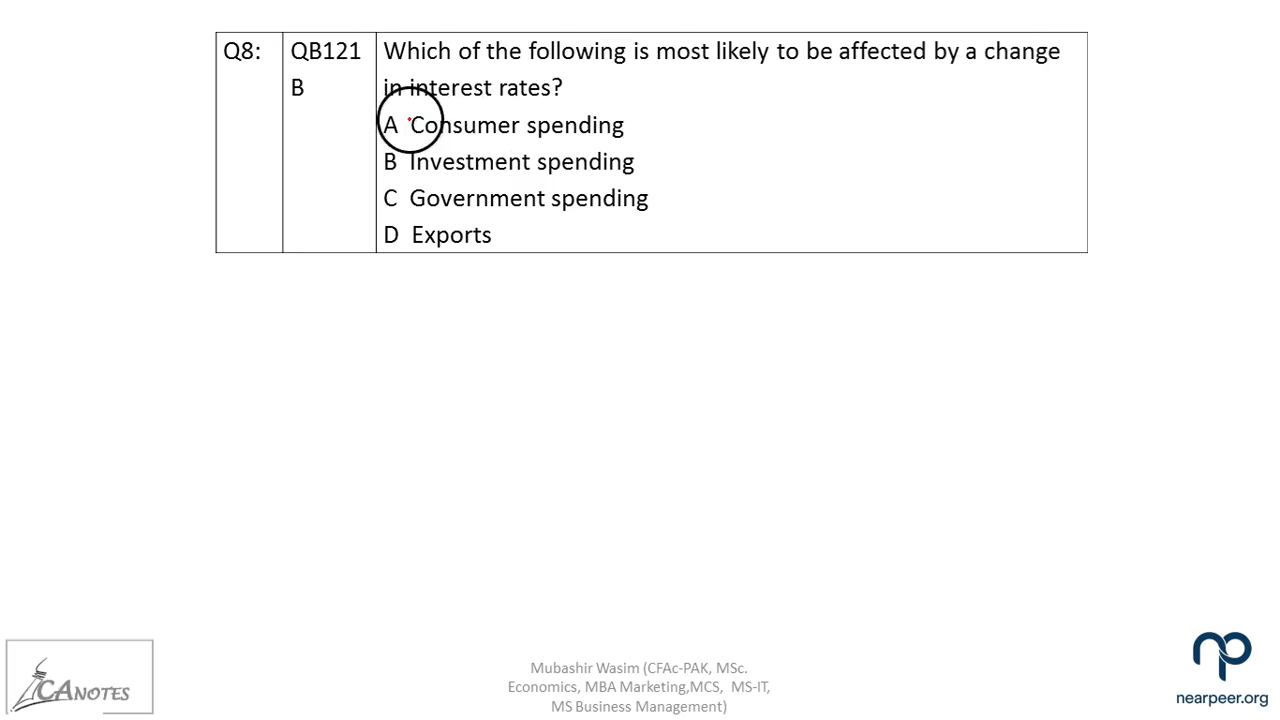 Q8:
QB121
B
Which of the following is most likely to be affected by a change
in interest rates?
A Consumer spending
B Investment spending
C Government spending
D Exports
CANOTES
Mubashir Wasim (CFAc-PAK, MSc.
Economics, MBA Marketing,MCS, MS-IT,
MS Business Management)
np
nearpeer.org